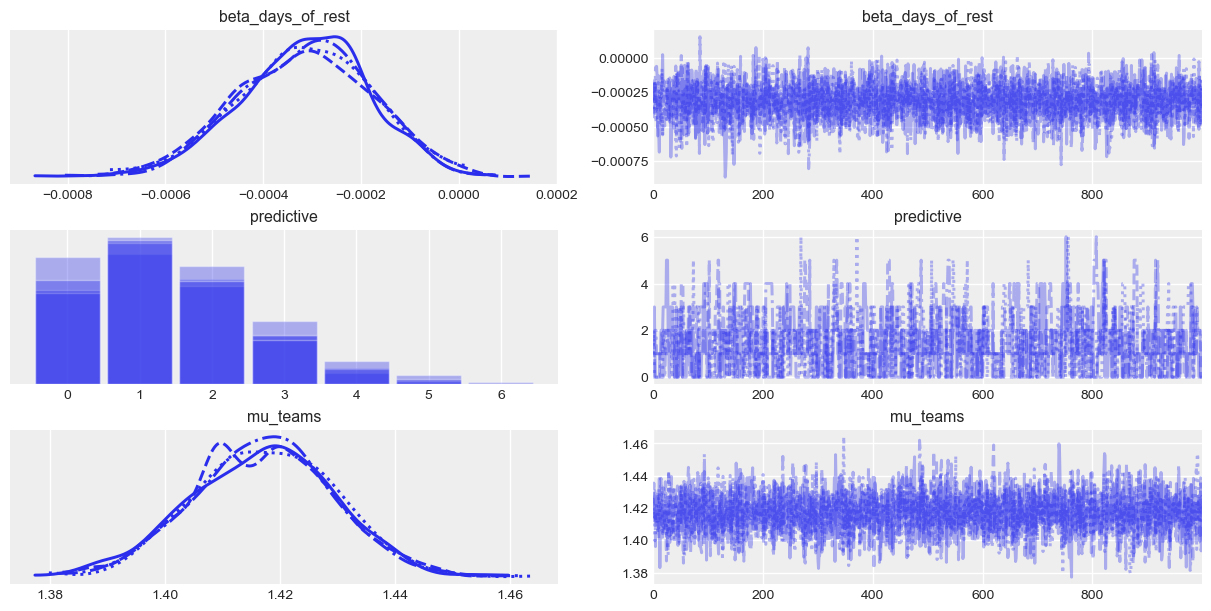 beta_days_of_rest
beta_days_of_rest
0.00000
−0.00025
−0.00050
−0.00075
−0.0008 −0.0006 −0.0004 −0.0002 0.0000 0.0002
0 200 400 600 800
predictive
predictive
6
4
2
0
0 1 2 3 4 5 6
0 200 400 600 800
mu_teams
mu_teams
1.46
1.44
1.42
1.40
1.38
1.38 1.40 1.42 1.44 1.46
0 200 400 600 800